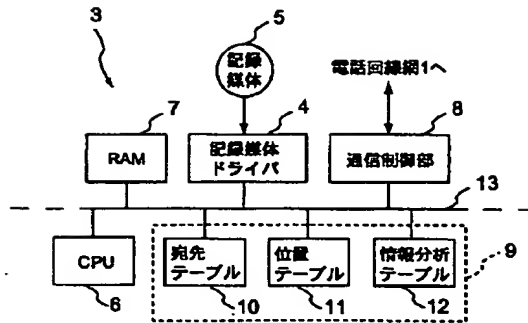 3
5
記録
媒体
電話回線網1へ
7
4
8
RAM
記録媒体
ドライバ
通信制御部
13
CPU
宛先
テーブル
位置
テーブル
情報分析
テーブル
9
6
10
11
12